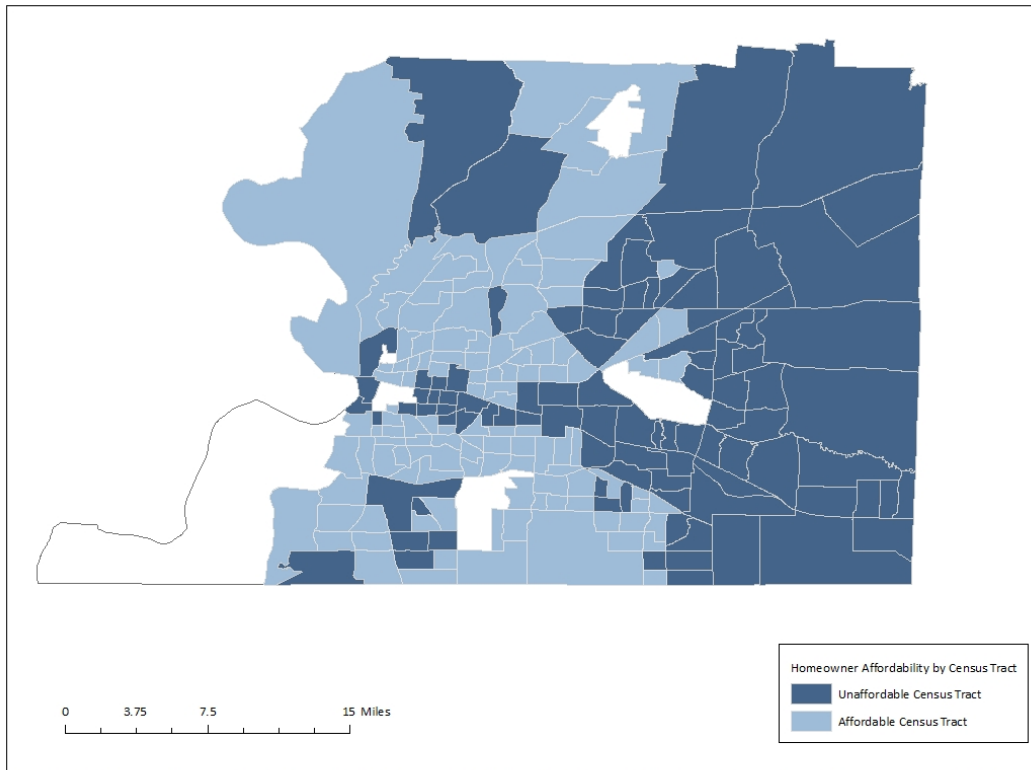 Homeowner Affordability by Census Tract
Unaffordable Census Tract
Affordable Census Tract
0 3.75 7.5 15 Miles